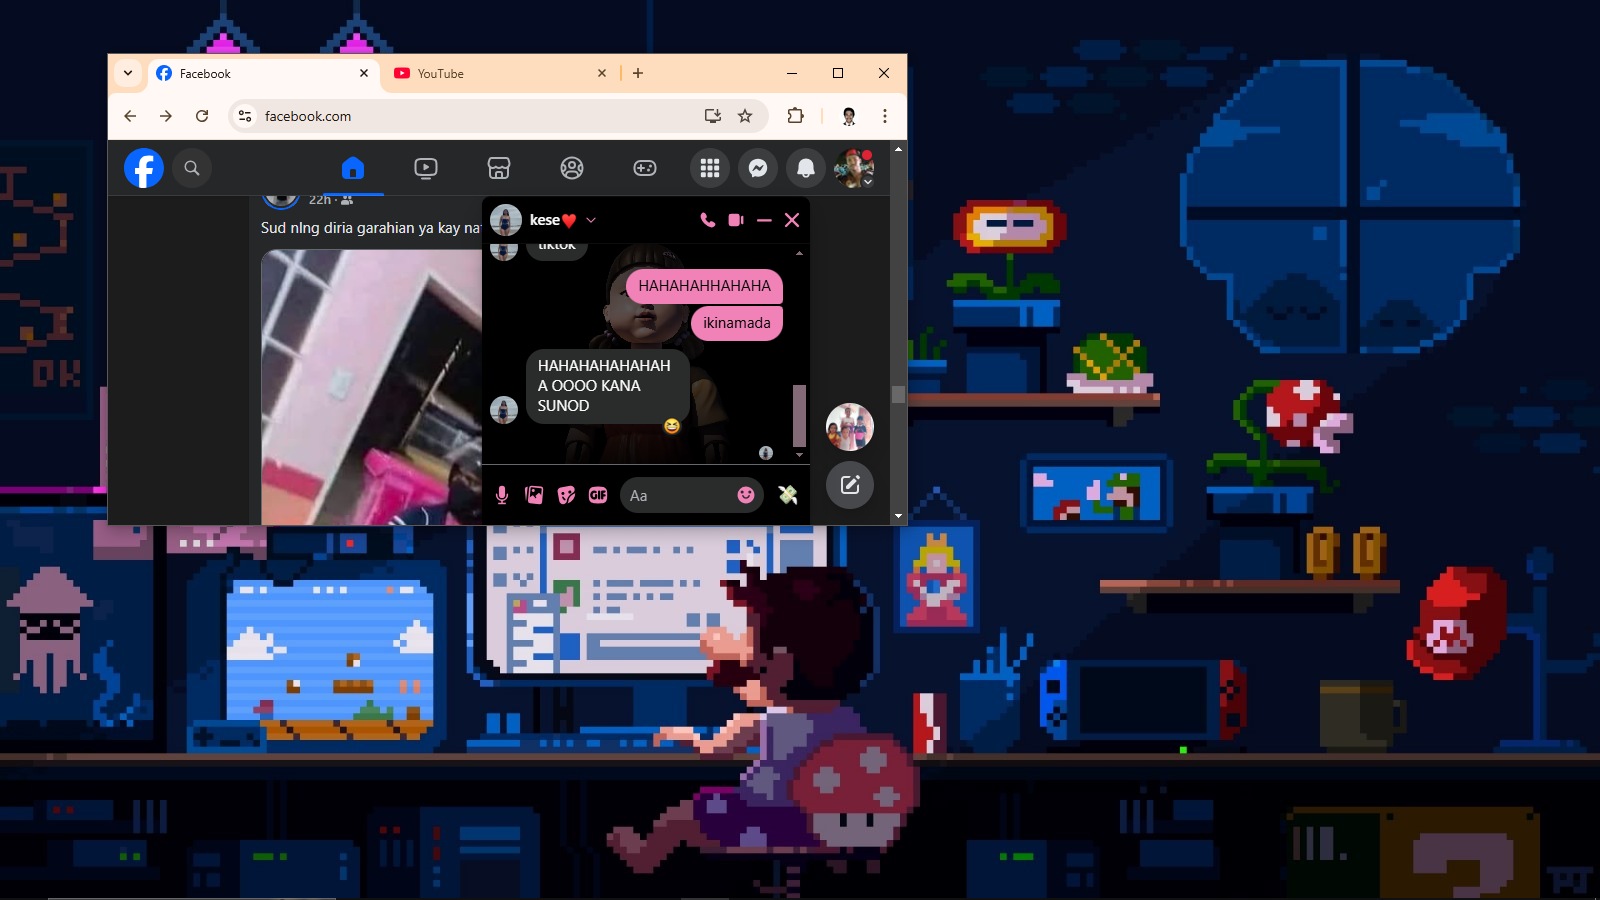 Facebook
YouTube
facebook.com
22h
kese❤️
Sud nlng diria garahian ya kay na
tiktok
HAHAHAHHAHAHA
ikinamada
HAHAHAHAHAHAH
A OOOO KANA
SUNOD
GIF
Aa
DK